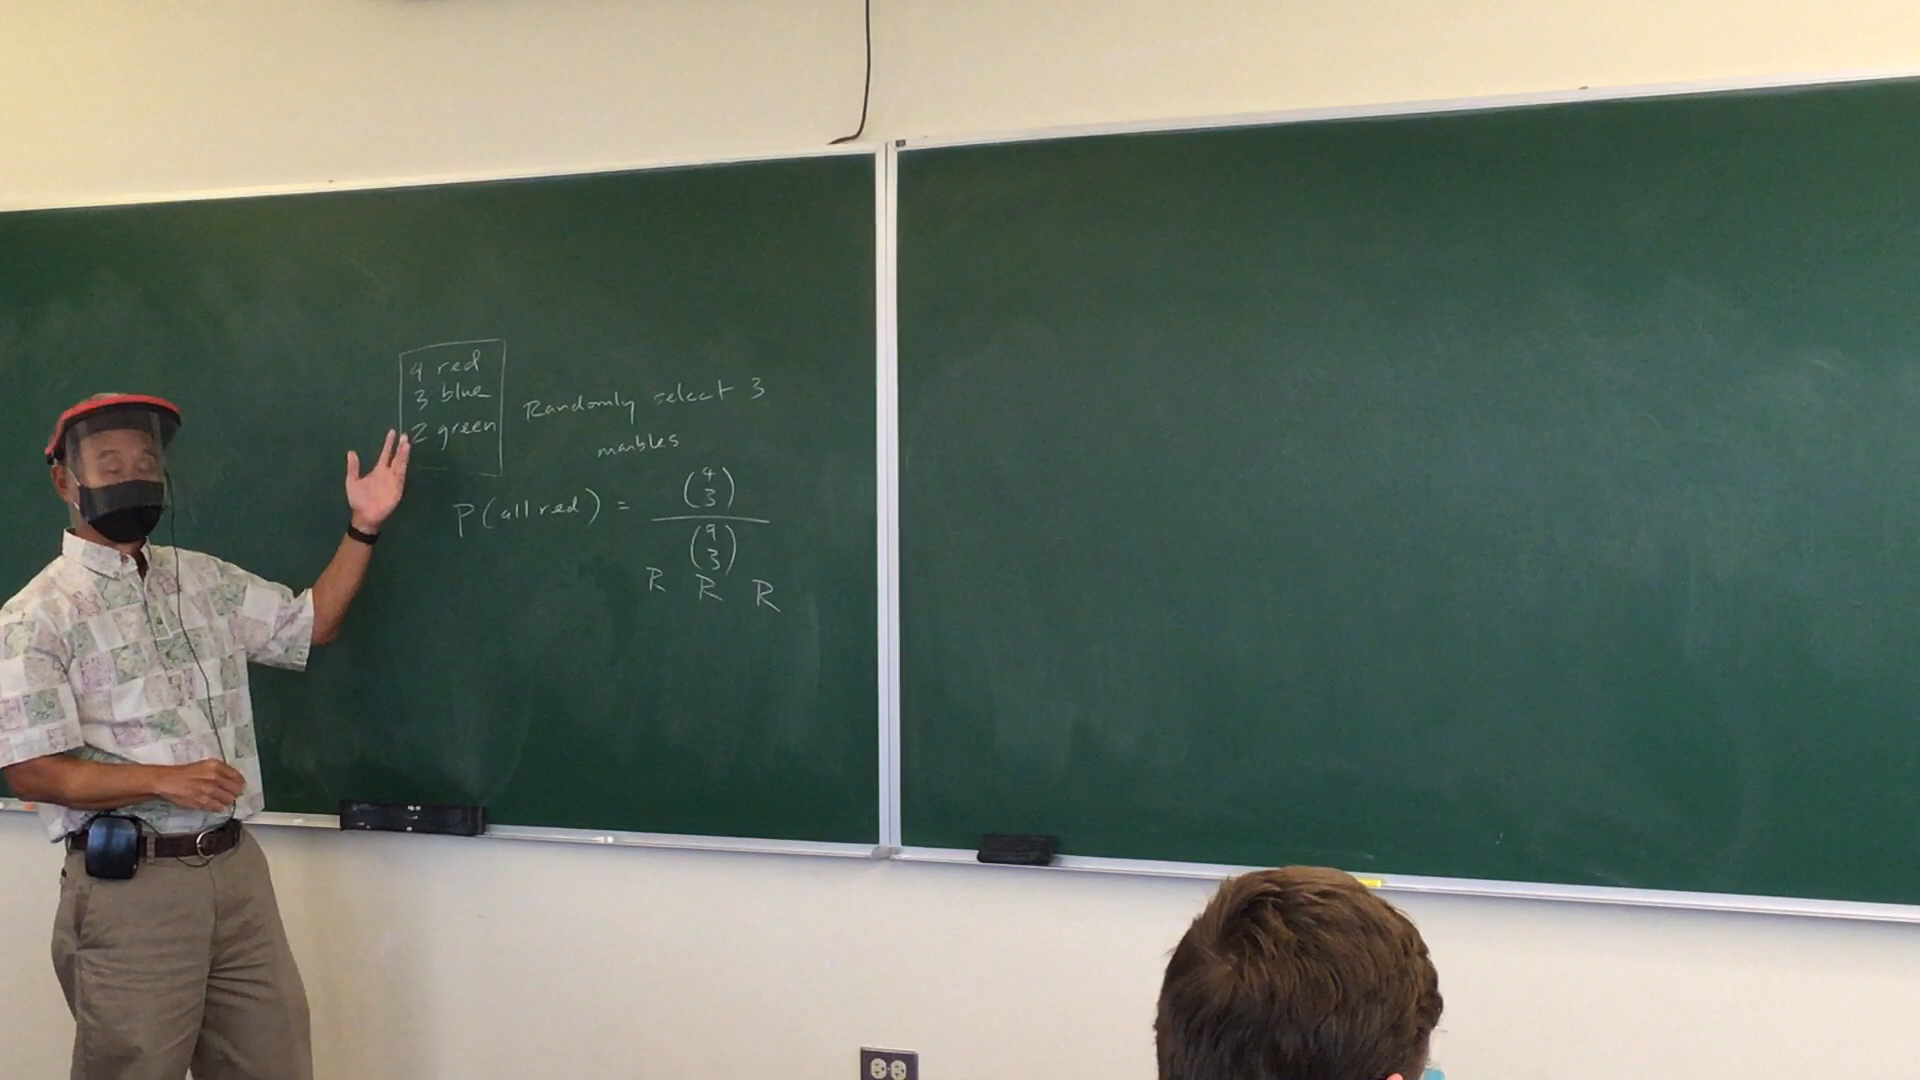 4 red
3 blue
2 green
Randomly select 3
marbles
P(all red) = (4 3) / (9 3)
R R R